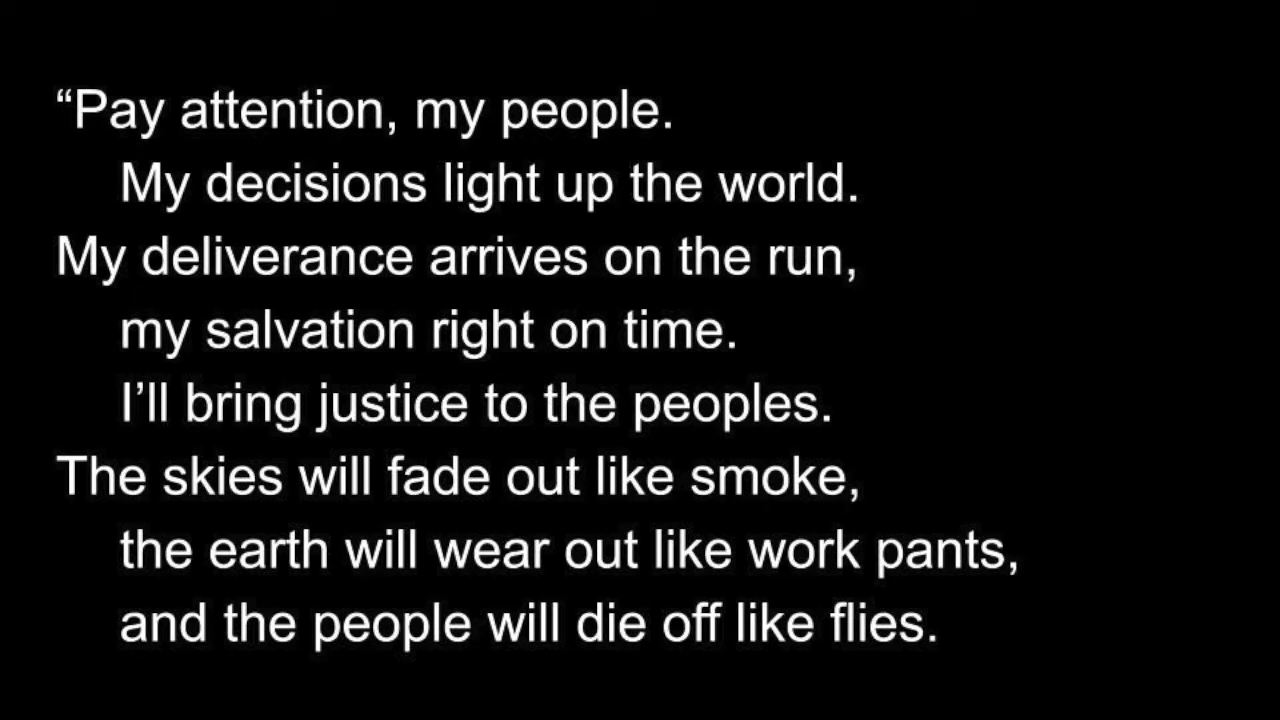 “Pay attention, my people.
My decisions light up the world.
My deliverance arrives on the run,
my salvation right on time.
I’ll bring justice to the peoples.
The skies will fade out like smoke,
the earth will wear out like work pants,
and the people will die off like flies.